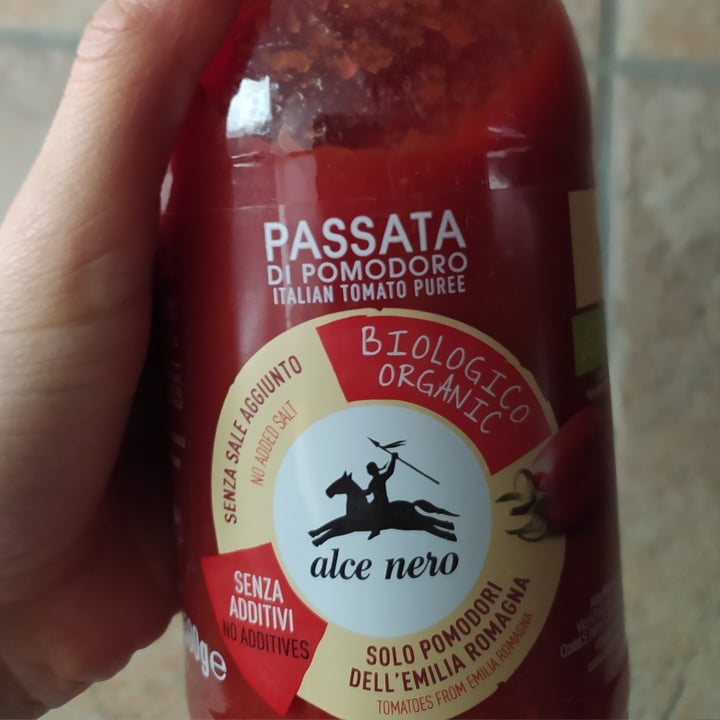 PASSATA
DI POMODORO
ITALIAN TOMATO PUREE
BIOLOGICO
ORGANIC
SENZA SALE AGGIUNTO
NO ADDED SALT
alce nero
SENZA
ADDITIVI
NO ADDITIVES
SOLO POMODORI
DELL'EMILIA ROMAGNA
TOMATOES FROM EMILIA ROMAGNA